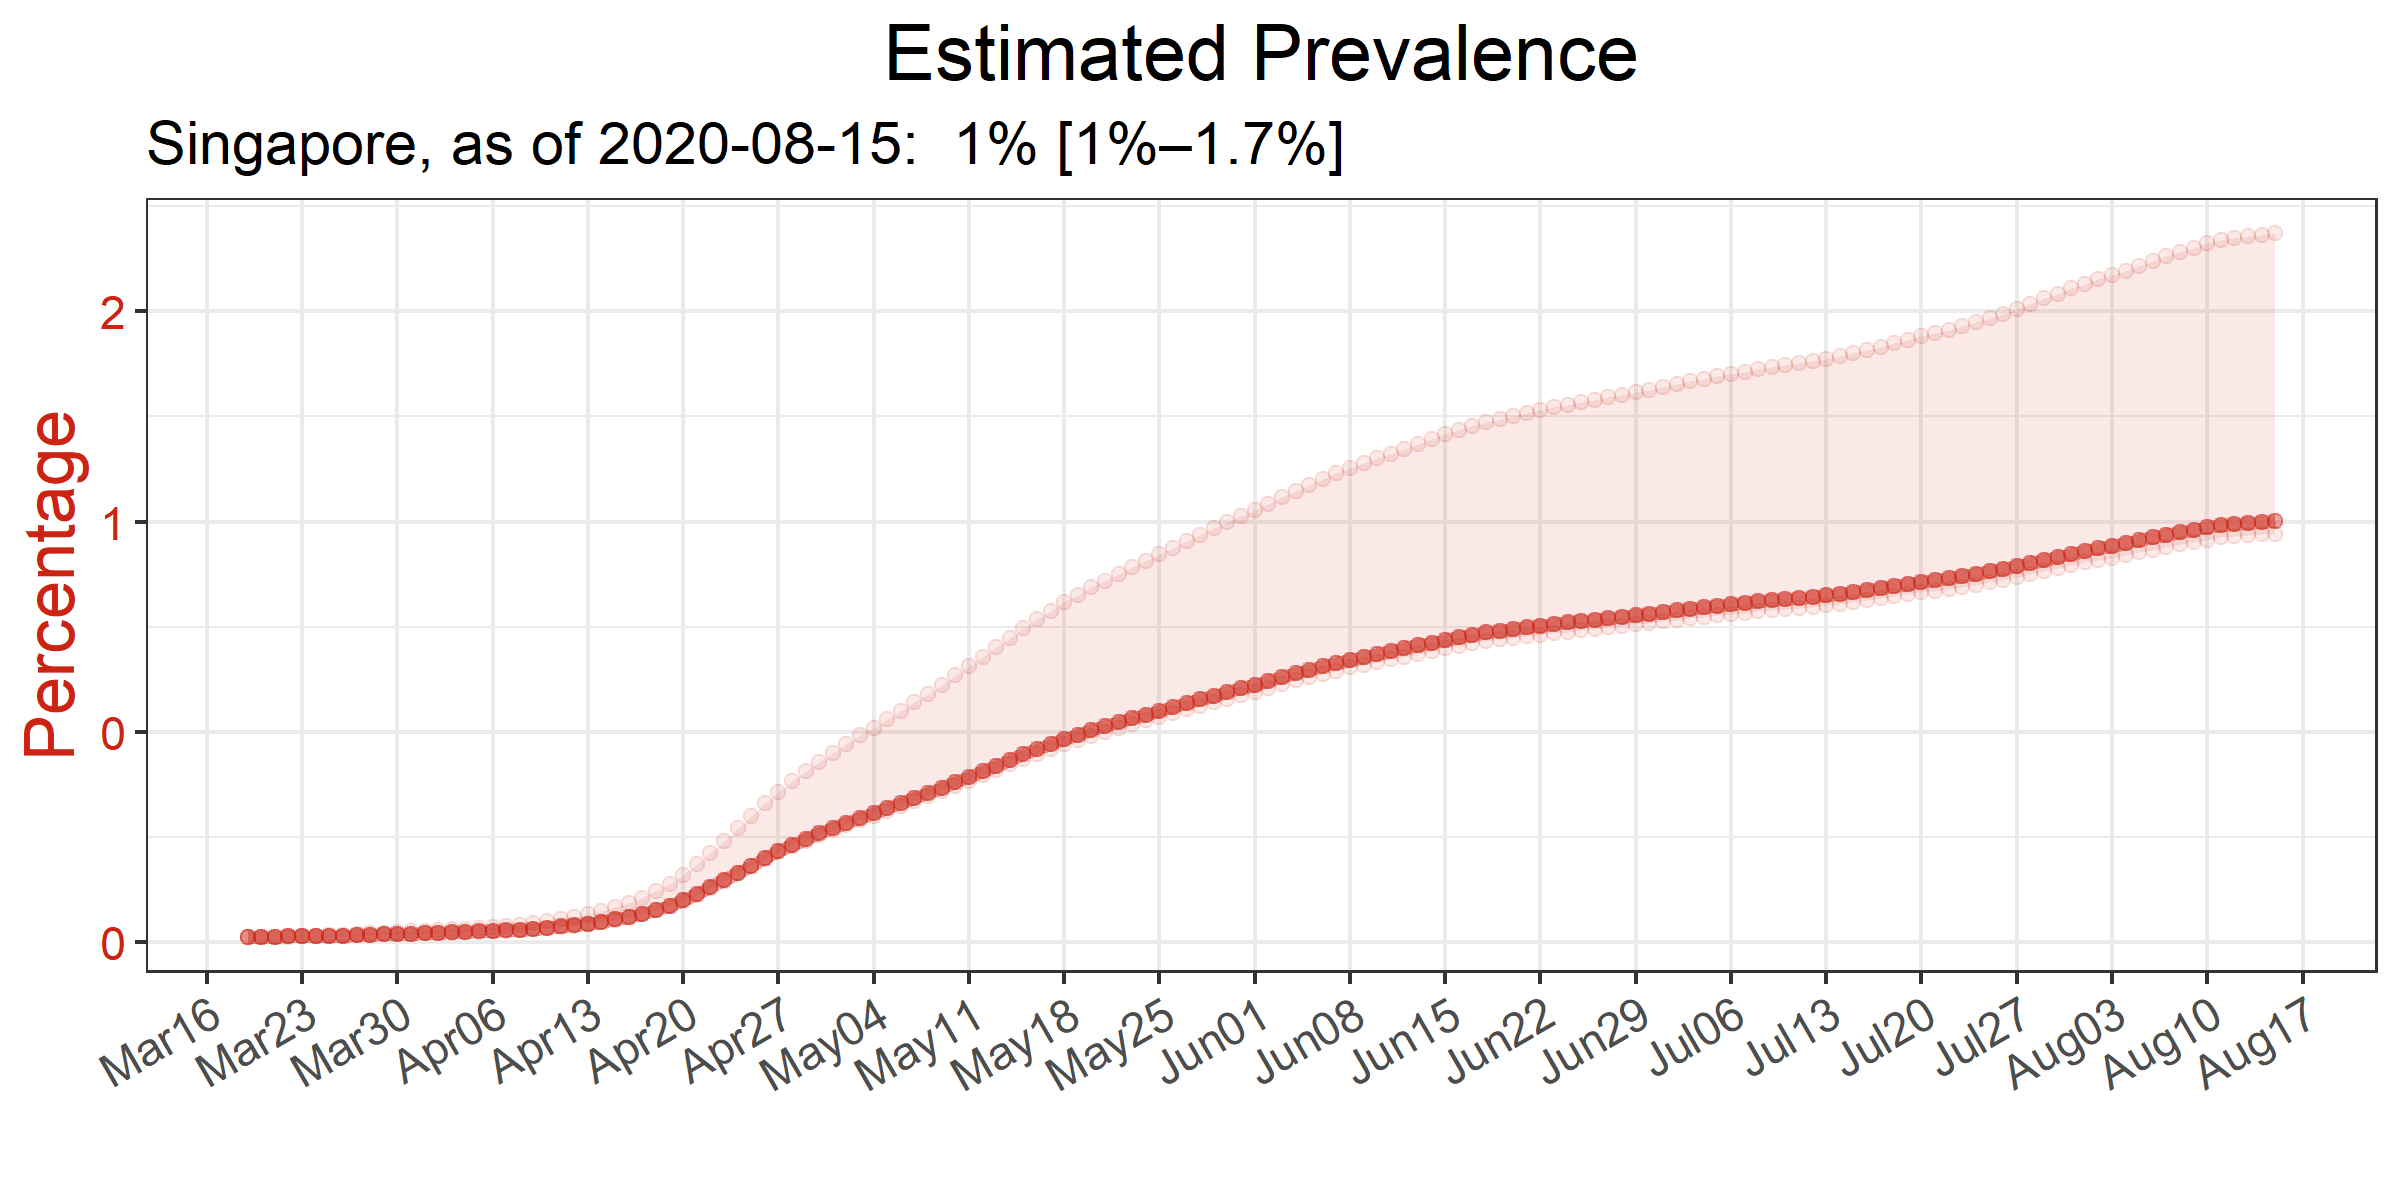 Estimated Prevalence
Singapore, as of 2020-08-15:  1% [1%–1.7%]
Percentage
2
1
0
0
Mar16
Mar23
Mar30
Apr06
Apr13
Apr20
Apr27
May04
May11
May18
May25
Jun01
Jun08
Jun15
Jun22
Jun29
Jul06
Jul13
Jul20
Jul27
Aug03
Aug10
Aug17